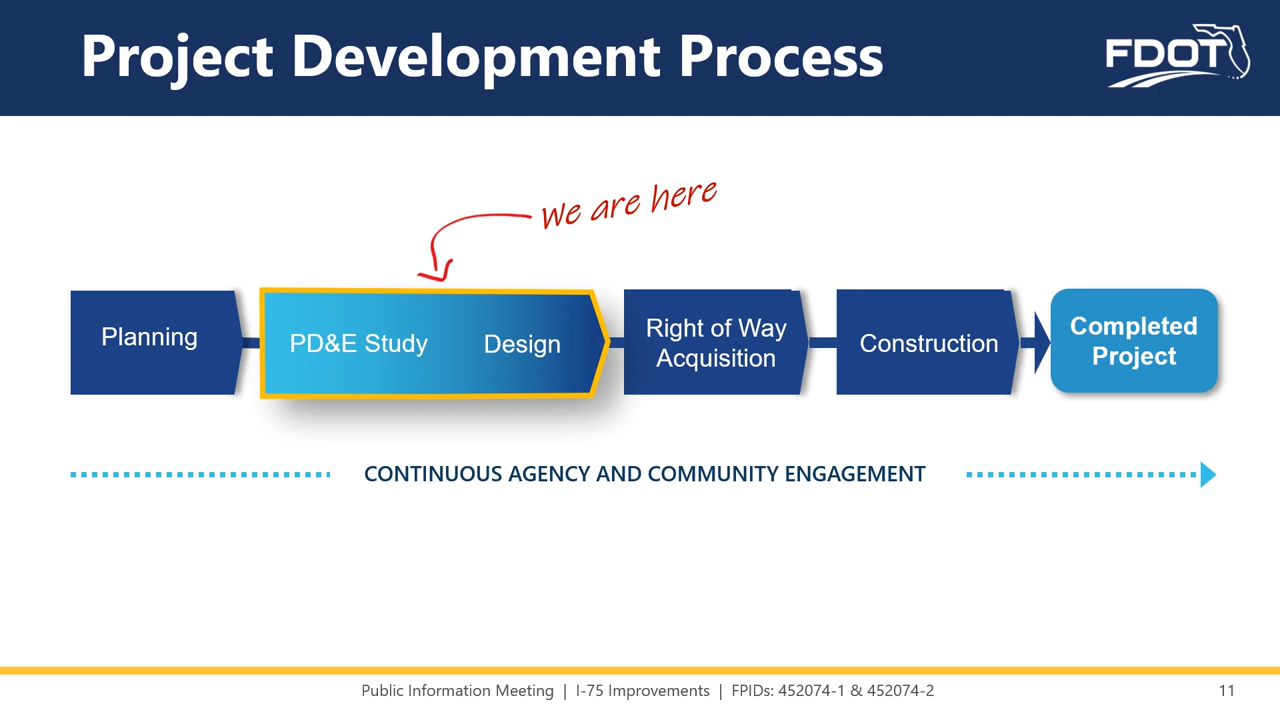 Project Development Process
FDOT
We are here
Planning
PD&E Study
Design
Right of Way
Acquisition
Construction
Completed
Project
CONTINUOUS AGENCY AND COMMUNITY ENGAGEMENT
Public Information Meeting | I-75 Improvements | FPIDs: 452074-1 & 452074-2
11